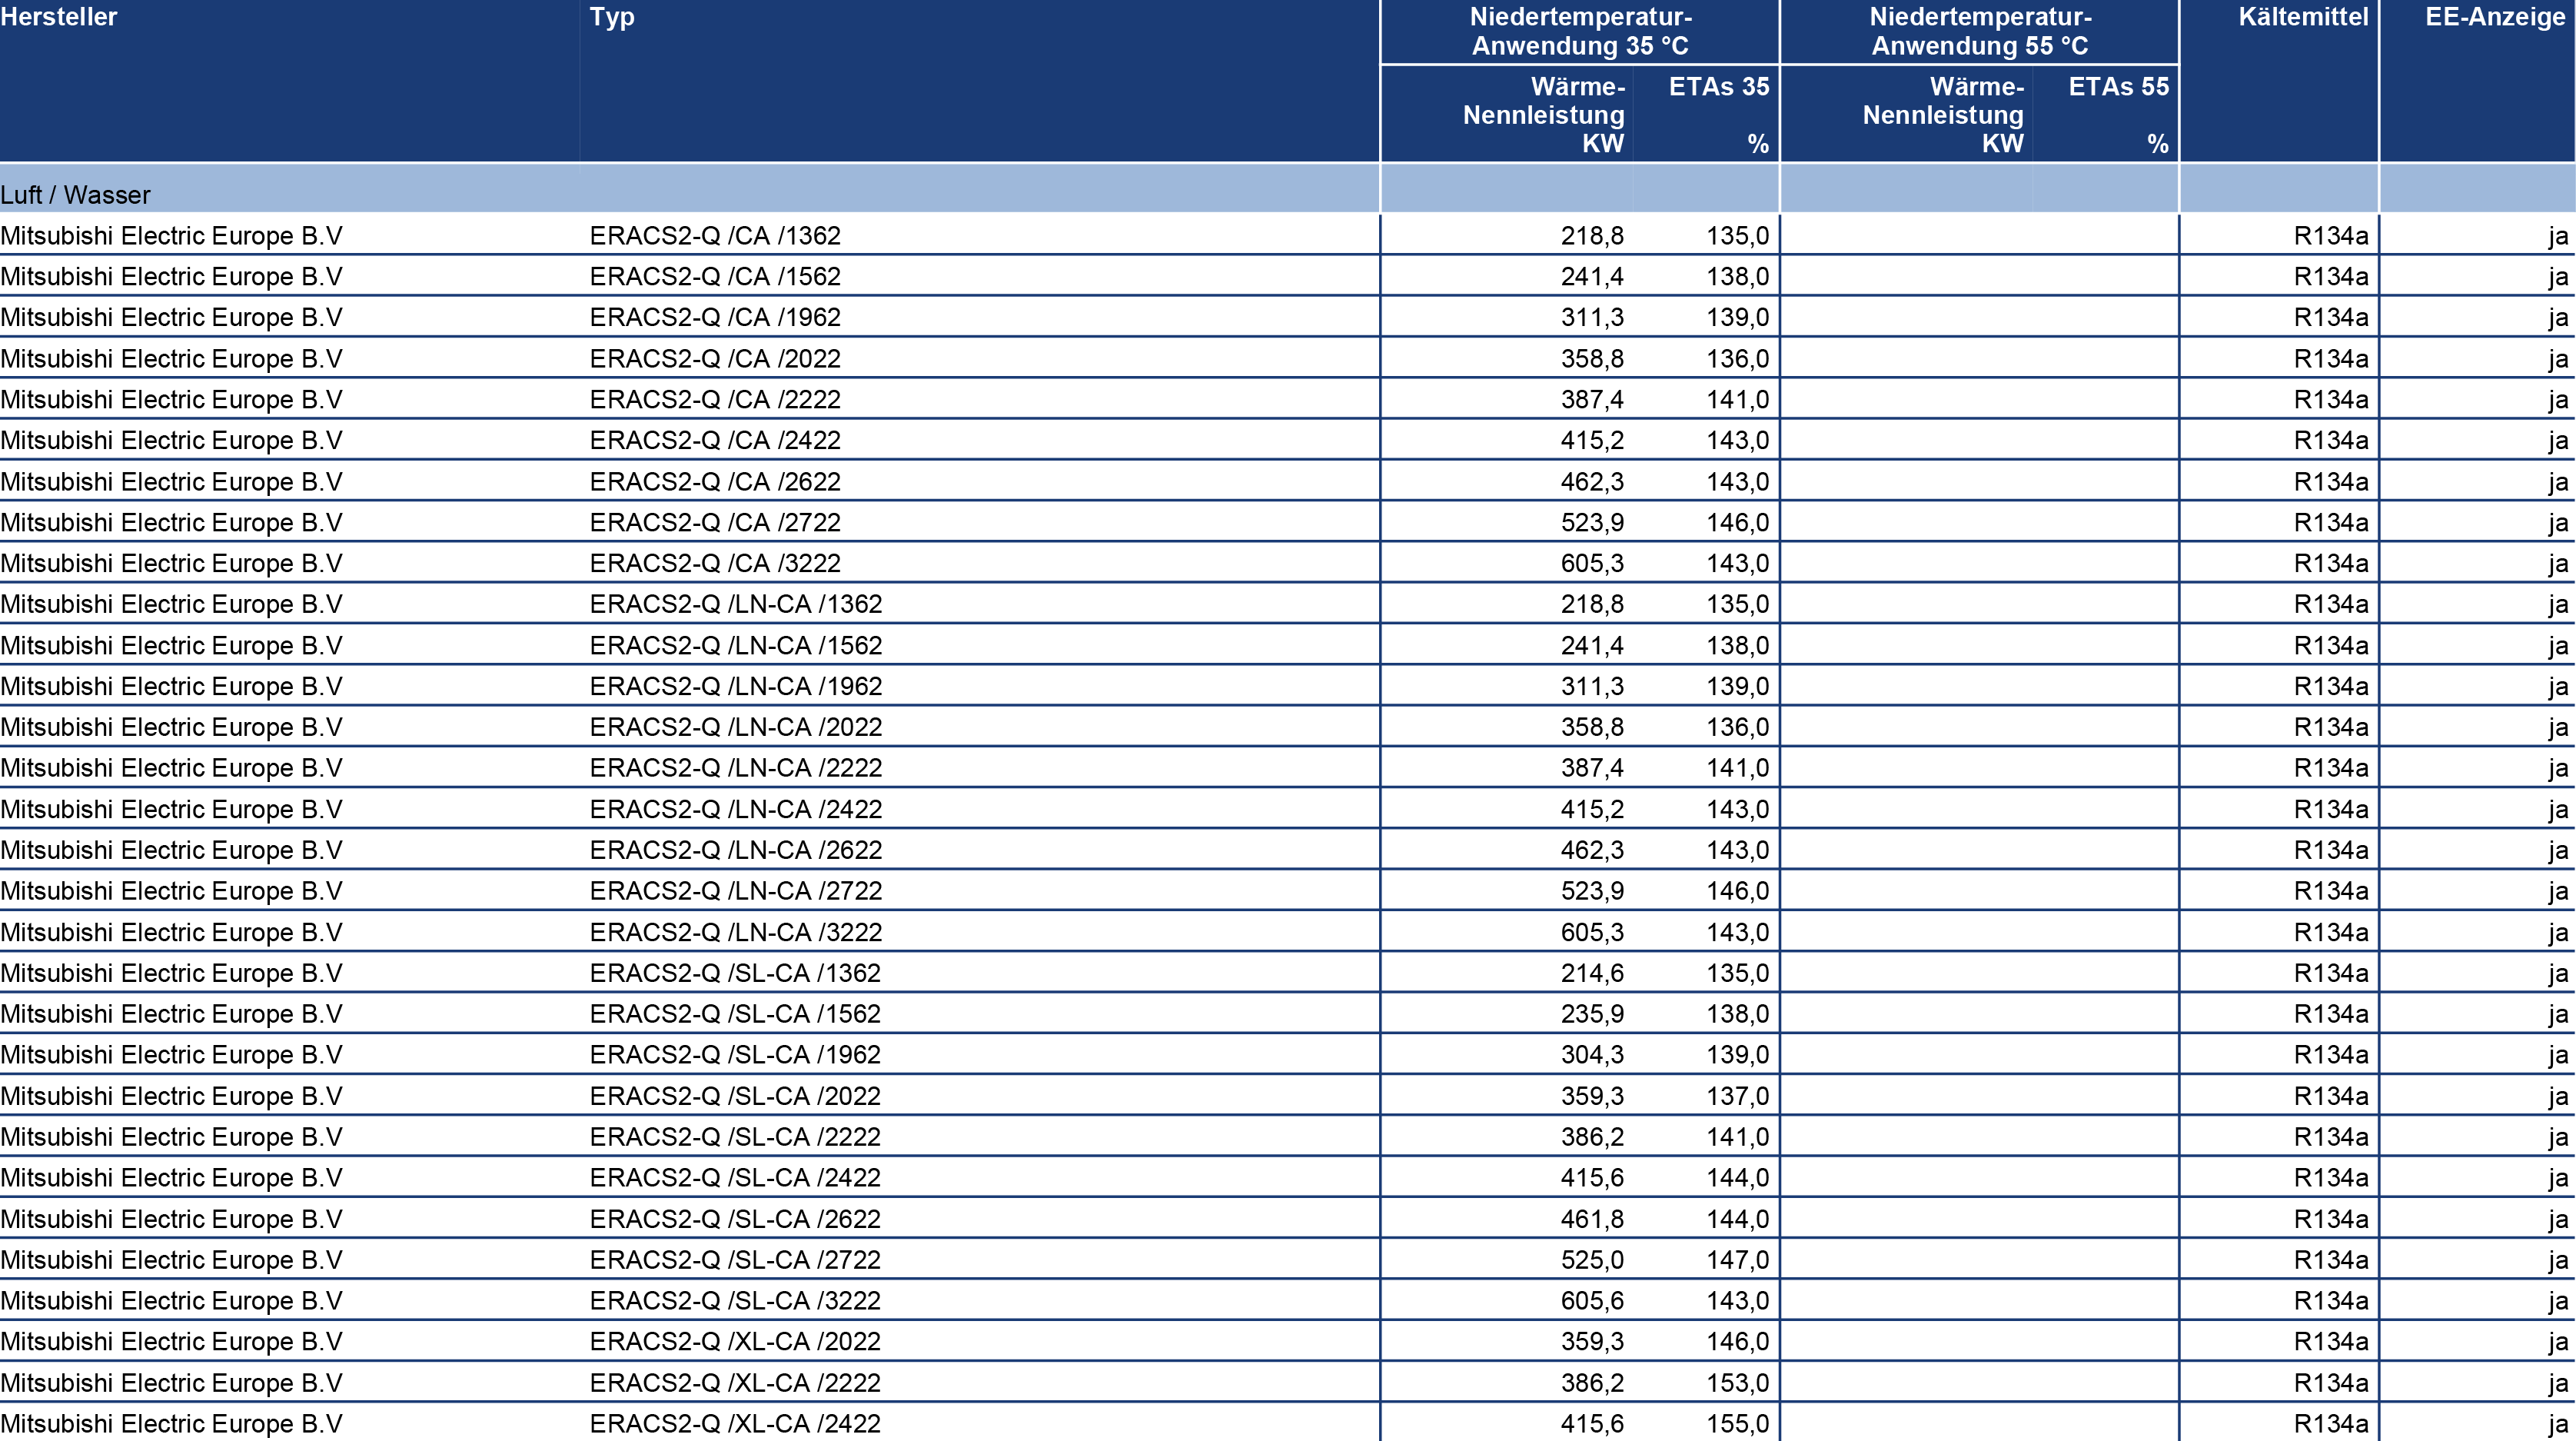 Hersteller Typ Niedertemperatur- Niedertemperatur- Kältemittel EE-Anzeige
Anwendung 35 °C Anwendung 55 °C
Wärme- ETAs 35 Wärme- ETAs 55
Nennleistung Nennleistung
KW % KW %
Luft / Wasser
Mitsubishi Electric Europe B.V ERACS2-Q /CA /1362 218,8 135,0 R134a ja
Mitsubishi Electric Europe B.V ERACS2-Q /CA /1562 241,4 138,0 R134a ja
Mitsubishi Electric Europe B.V ERACS2-Q /CA /1962 311,3 139,0 R134a ja
Mitsubishi Electric Europe B.V ERACS2-Q /CA /2022 358,8 136,0 R134a ja
Mitsubishi Electric Europe B.V ERACS2-Q /CA /2222 387,4 141,0 R134a ja
Mitsubishi Electric Europe B.V ERACS2-Q /CA /2422 415,2 143,0 R134a ja
Mitsubishi Electric Europe B.V ERACS2-Q /CA /2622 462,3 143,0 R134a ja
Mitsubishi Electric Europe B.V ERACS2-Q /CA /2722 523,9 146,0 R134a ja
Mitsubishi Electric Europe B.V ERACS2-Q /CA /3222 605,3 143,0 R134a ja
Mitsubishi Electric Europe B.V ERACS2-Q /LN-CA /1362 218,8 135,0 R134a ja
Mitsubishi Electric Europe B.V ERACS2-Q /LN-CA /1562 241,4 138,0 R134a ja
Mitsubishi Electric Europe B.V ERACS2-Q /LN-CA /1962 311,3 139,0 R134a ja
Mitsubishi Electric Europe B.V ERACS2-Q /LN-CA /2022 358,8 136,0 R134a ja
Mitsubishi Electric Europe B.V ERACS2-Q /LN-CA /2222 387,4 141,0 R134a ja
Mitsubishi Electric Europe B.V ERACS2-Q /LN-CA /2422 415,2 143,0 R134a ja
Mitsubishi Electric Europe B.V ERACS2-Q /LN-CA /2622 462,3 143,0 R134a ja
Mitsubishi Electric Europe B.V ERACS2-Q /LN-CA /2722 523,9 146,0 R134a ja
Mitsubishi Electric Europe B.V ERACS2-Q /LN-CA /3222 605,3 143,0 R134a ja
Mitsubishi Electric Europe B.V ERACS2-Q /SL-CA /1362 214,6 135,0 R134a ja
Mitsubishi Electric Europe B.V ERACS2-Q /SL-CA /1562 235,9 138,0 R134a ja
Mitsubishi Electric Europe B.V ERACS2-Q /SL-CA /1962 304,3 139,0 R134a ja
Mitsubishi Electric Europe B.V ERACS2-Q /SL-CA /2022 359,3 137,0 R134a ja
Mitsubishi Electric Europe B.V ERACS2-Q /SL-CA /2222 386,2 141,0 R134a ja
Mitsubishi Electric Europe B.V ERACS2-Q /SL-CA /2422 415,6 144,0 R134a ja
Mitsubishi Electric Europe B.V ERACS2-Q /SL-CA /2622 461,8 144,0 R134a ja
Mitsubishi Electric Europe B.V ERACS2-Q /SL-CA /2722 525,0 147,0 R134a ja
Mitsubishi Electric Europe B.V ERACS2-Q /SL-CA /3222 605,6 143,0 R134a ja
Mitsubishi Electric Europe B.V ERACS2-Q /XL-CA /2022 359,3 146,0 R134a ja
Mitsubishi Electric Europe B.V ERACS2-Q /XL-CA /2222 386,2 153,0 R134a ja
Mitsubishi Electric Europe B.V ERACS2-Q /XL-CA /2422 415,6 155,0 R134a ja